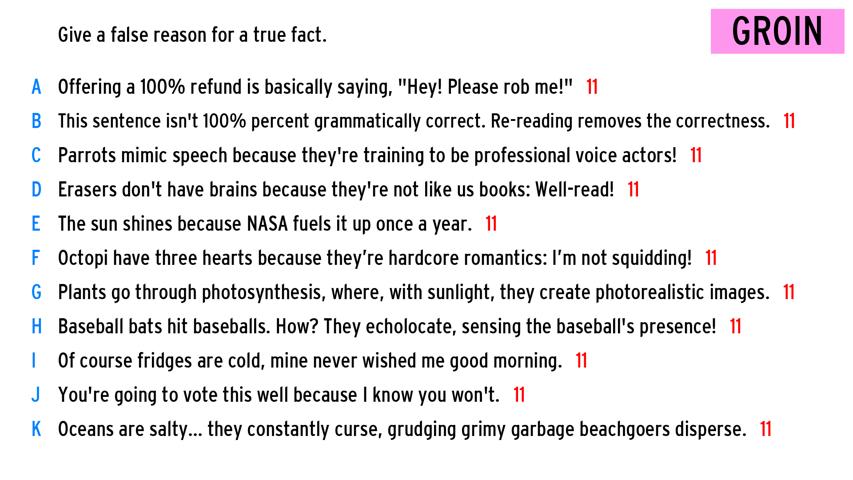 Give a false reason for a true fact.
GROIN
A Offering a 100% refund is basically saying, "Hey! Please rob me!" 11
B This sentence isn't 100% percent grammatically correct. Re-reading removes the correctness. 11
C Parrots mimic speech because they're training to be professional voice actors! 11
D Erasers don't have brains because they're not like us books: Well-read! 11
E The sun shines because NASA fuels it up once a year. 11
F Octopi have three hearts because they’re hardcore romantics: I’m not squidding! 11
G Plants go through photosynthesis, where, with sunlight, they create photorealistic images. 11
H Baseball bats hit baseballs. How? They echolocate, sensing the baseball's presence! 11
I Of course fridges are cold, mine never wished me good morning. 11
J You're going to vote this well because I know you won't. 11
K Oceans are salty... they constantly curse, grudging grimy garbage beachgoers disperse. 11